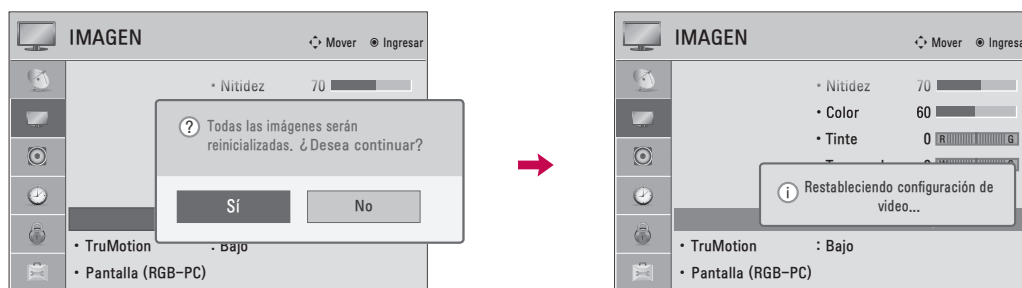 IMAGEN
Mover
Ingresar
• Nitidez 70
? Todas las imágenes serán
reinicializadas. ¿Desea continuar?
Sí
No
• TruMotion : Bajo
• Pantalla (RGB-PC)
IMAGEN
Mover
Ingresa
• Nitidez 70
• Color 60
• Tinte 0 R G
i Restableciendo configuración de
video...
• TruMotion : Bajo
• Pantalla (RGB-PC)